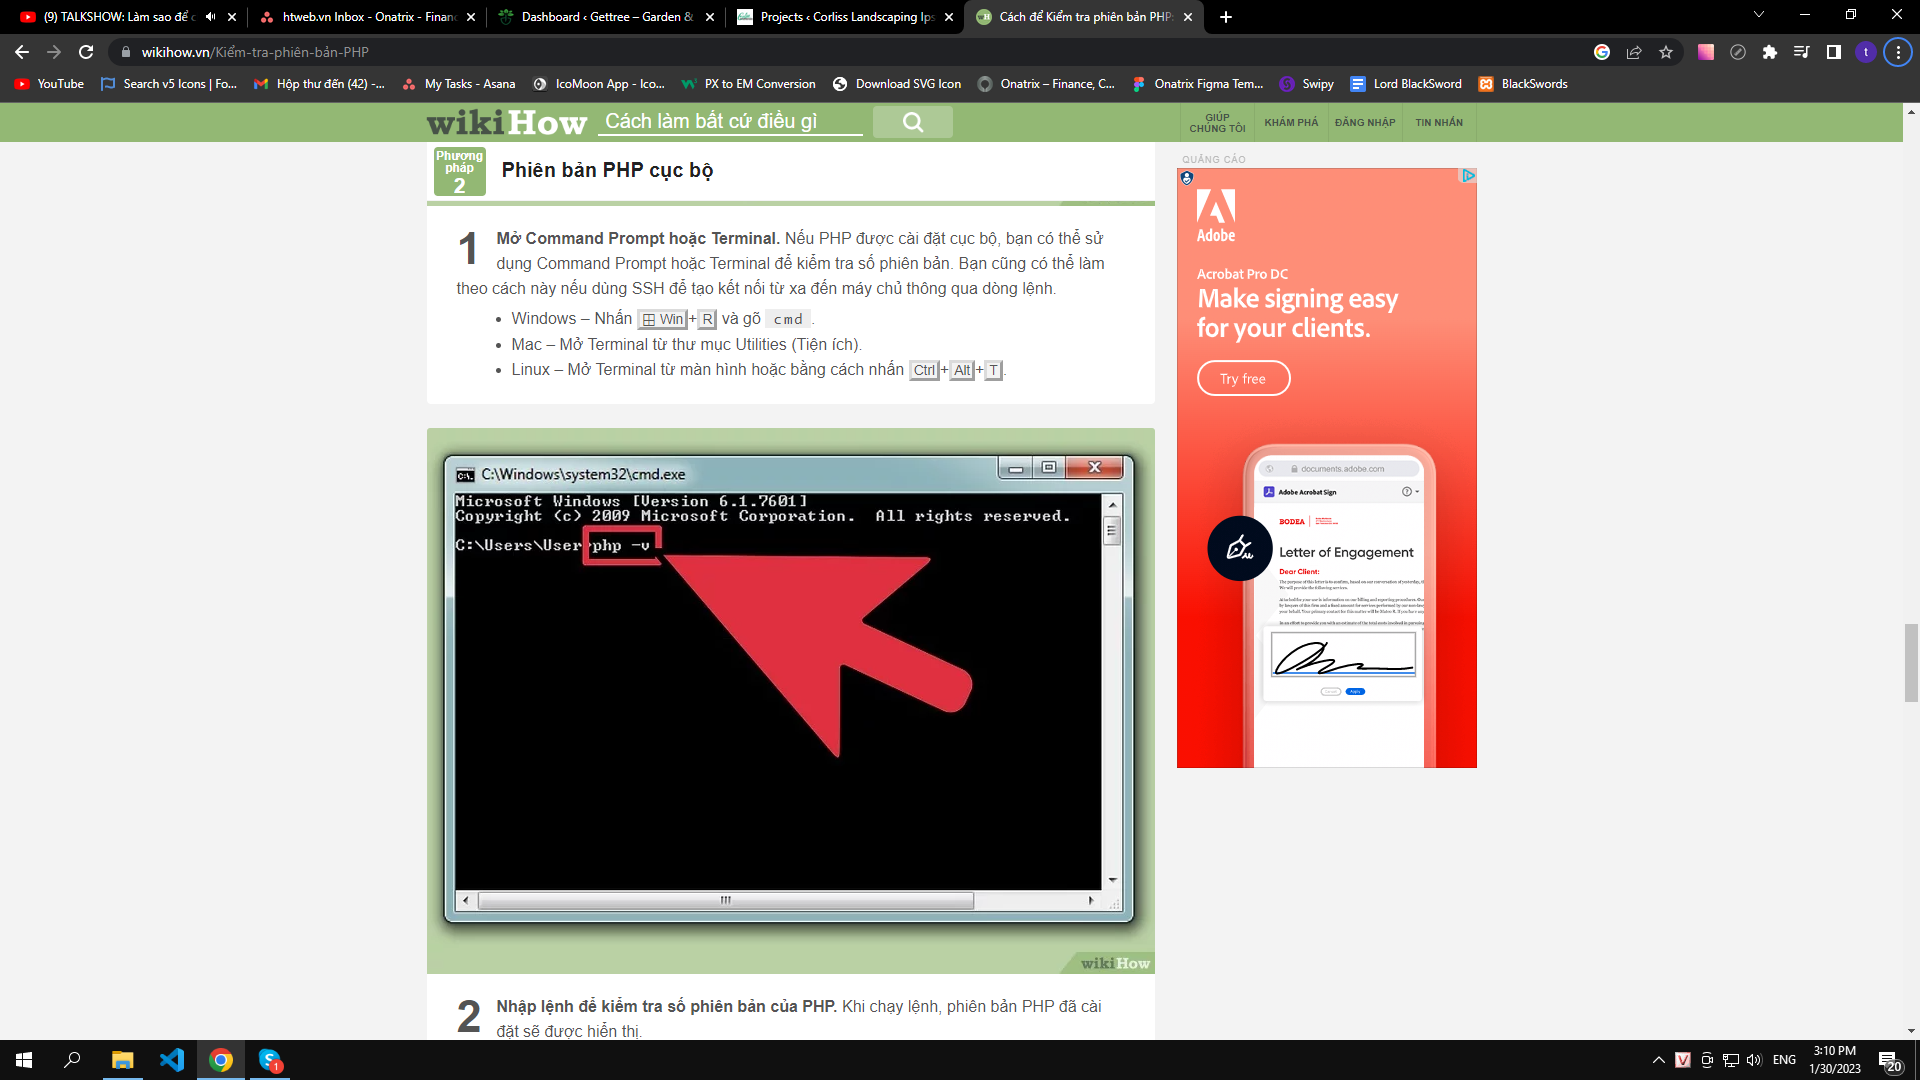 (9) TALKSHOW: Làm sao để c
htweb.vn Inbox - Onatrix - Financ
Dashboard ‹ Gettree – Garden &
Projects ‹ Corliss Landscaping Ips
Cách để Kiểm tra phiên bản PHP:
wikihow.vn/Kiểm-tra-phiên-bản-PHP
t
YouTube
Search v5 Icons | Fo...
Hộp thư đến (42) -...
My Tasks - Asana
IcoMoon App - Ico...
PX to EM Conversion
Download SVG Icon
Onatrix – Finance, C...
Onatrix Figma Tem...
Swipy
Lord BlackSword
BlackSwords
wikiHow
Cách làm bất cứ điều gì
GIÚP
CHÚNG TÔI
KHÁM PHÁ
ĐĂNG NHẬP
TIN NHẮN
Phương
pháp
2
Phiên bản PHP cục bộ
1 Mở Command Prompt hoặc Terminal. Nếu PHP được cài đặt cục bộ, bạn có thể sử
dụng Command Prompt hoặc Terminal để kiểm tra số phiên bản. Bạn cũng có thể làm
theo cách này nếu dùng SSH để tạo kết nối từ xa đến máy chủ thông qua dòng lệnh.
Windows – Nhấn Win+R và gõ cmd.
Mac – Mở Terminal từ thư mục Utilities (Tiện ích).
Linux – Mở Terminal từ màn hình hoặc bằng cách nhấn Ctrl+Alt+T.
C:\Windows\system32\cmd.exe
Microsoft Windows [Version 6.1.7601]
Copyright (c) 2009 Microsoft Corporation. All rights reserved.
C:\Users\User>php -v
wikiHow
2 Nhập lệnh để kiểm tra số phiên bản của PHP. Khi chạy lệnh, phiên bản PHP đã cài
đặt sẽ được hiển thị.
QUẢNG CÁO
Adobe
Acrobat Pro DC
Make signing easy
for your clients.
Try free
documents.adobe.com
Adobe Acrobat Sign
BODEA
Letter of Engagement
Dear Client:
Apply
1
V
ENG
3:10 PM
1/30/2023
20